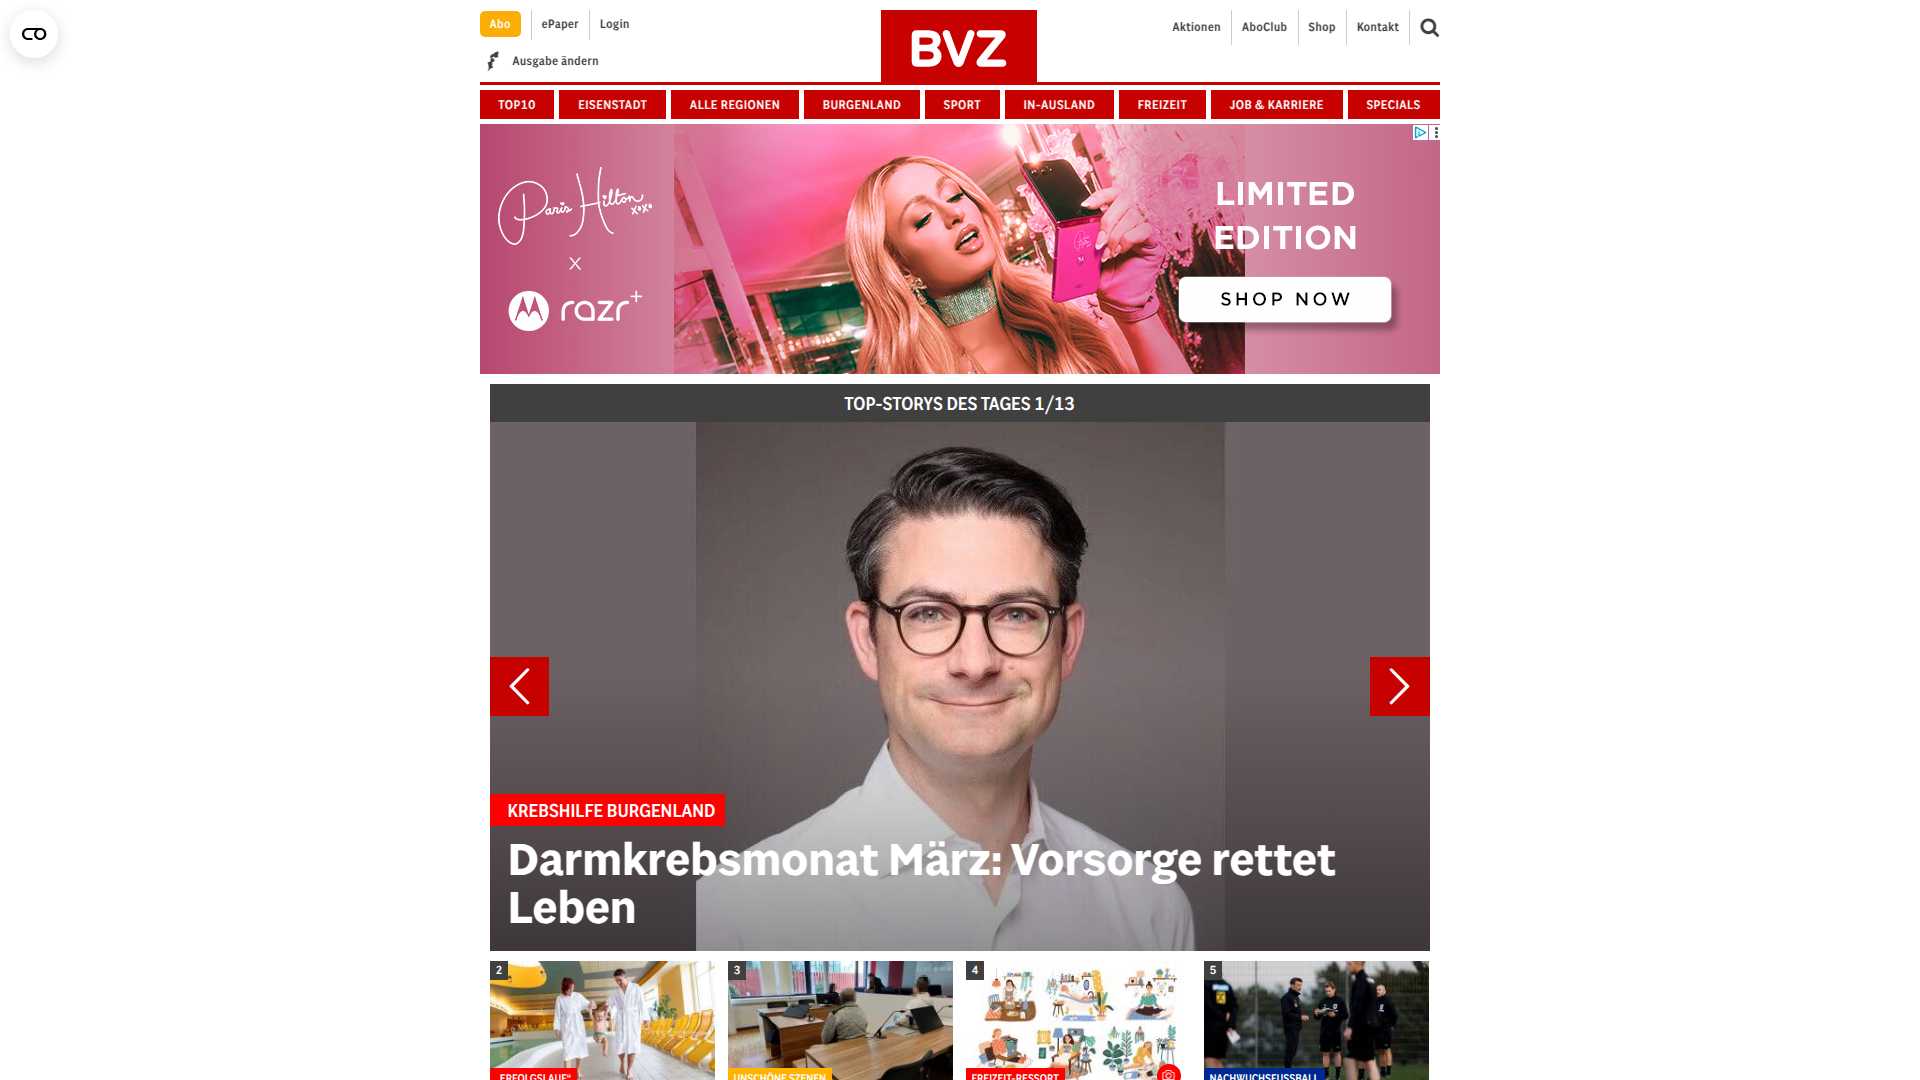 Abo
ePaper
Login
Ausgabe ändern
BVZ
Aktionen
AboClub
Shop
Kontakt
TOP10
EISENSTADT
ALLE REGIONEN
BURGENLAND
SPORT
IN-AUSLAND
FREIZEIT
JOB & KARRIERE
SPECIALS
Paris Hilton
xoxo
X
razr+
LIMITED
EDITION
SHOP NOW
TOP-STORYS DES TAGES 1/13
KREBSHILFE BURGENLAND
Darmkrebsmonat März: Vorsorge rettet
Leben
2
3
4
5
„ERFOLGSLAUF“
UNSCHÖNE SZENEN
FREIZEIT-RESSORT
NACHWUCHSFUSSBALL